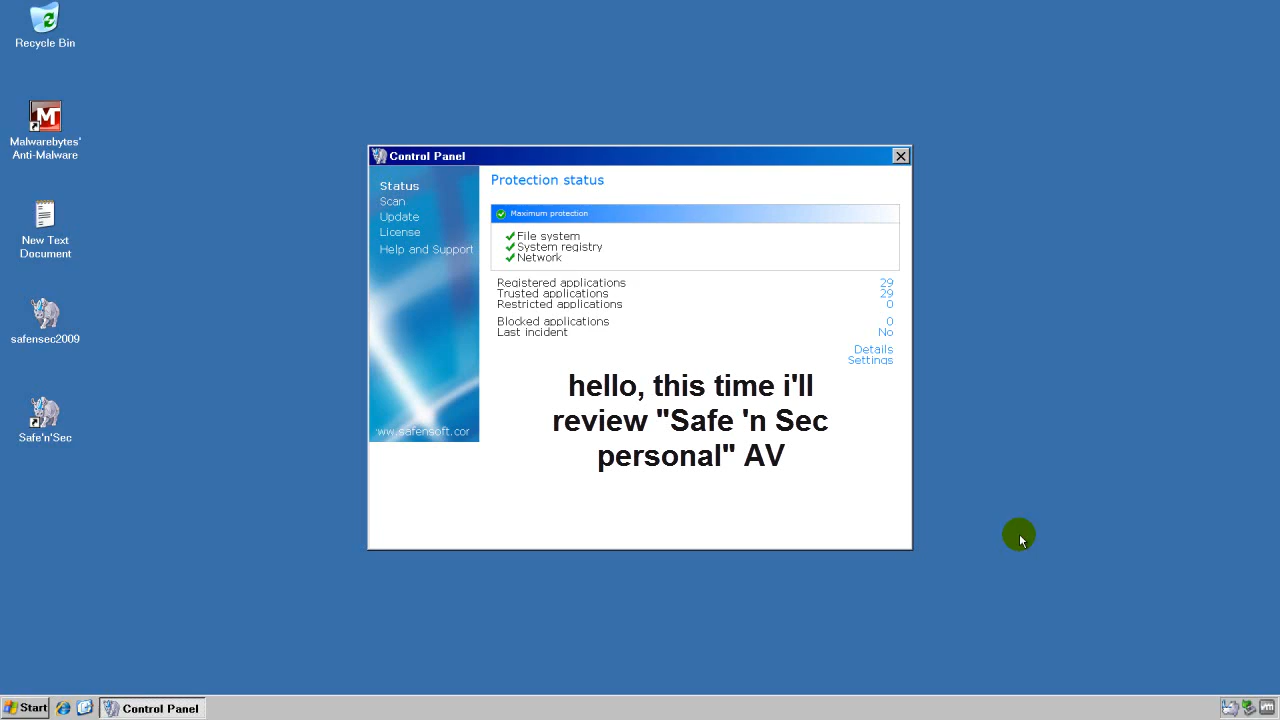 Recycle Bin
Malwarebytes'
Anti-Malware
New Text
Document
safensec2009
Safe'n'Sec
Control Panel
Status
Scan
Update
License
Help and Support
www.safensoft.cor
Protection status
Maximum protection
File system
System registry
Network
Registered applications 29
Trusted applications 29
Restricted applications 0
Blocked applications 0
Last incident No
Details
Settings
hello, this time i'll
review "Safe 'n Sec
personal" AV
Start
Control Panel
vm